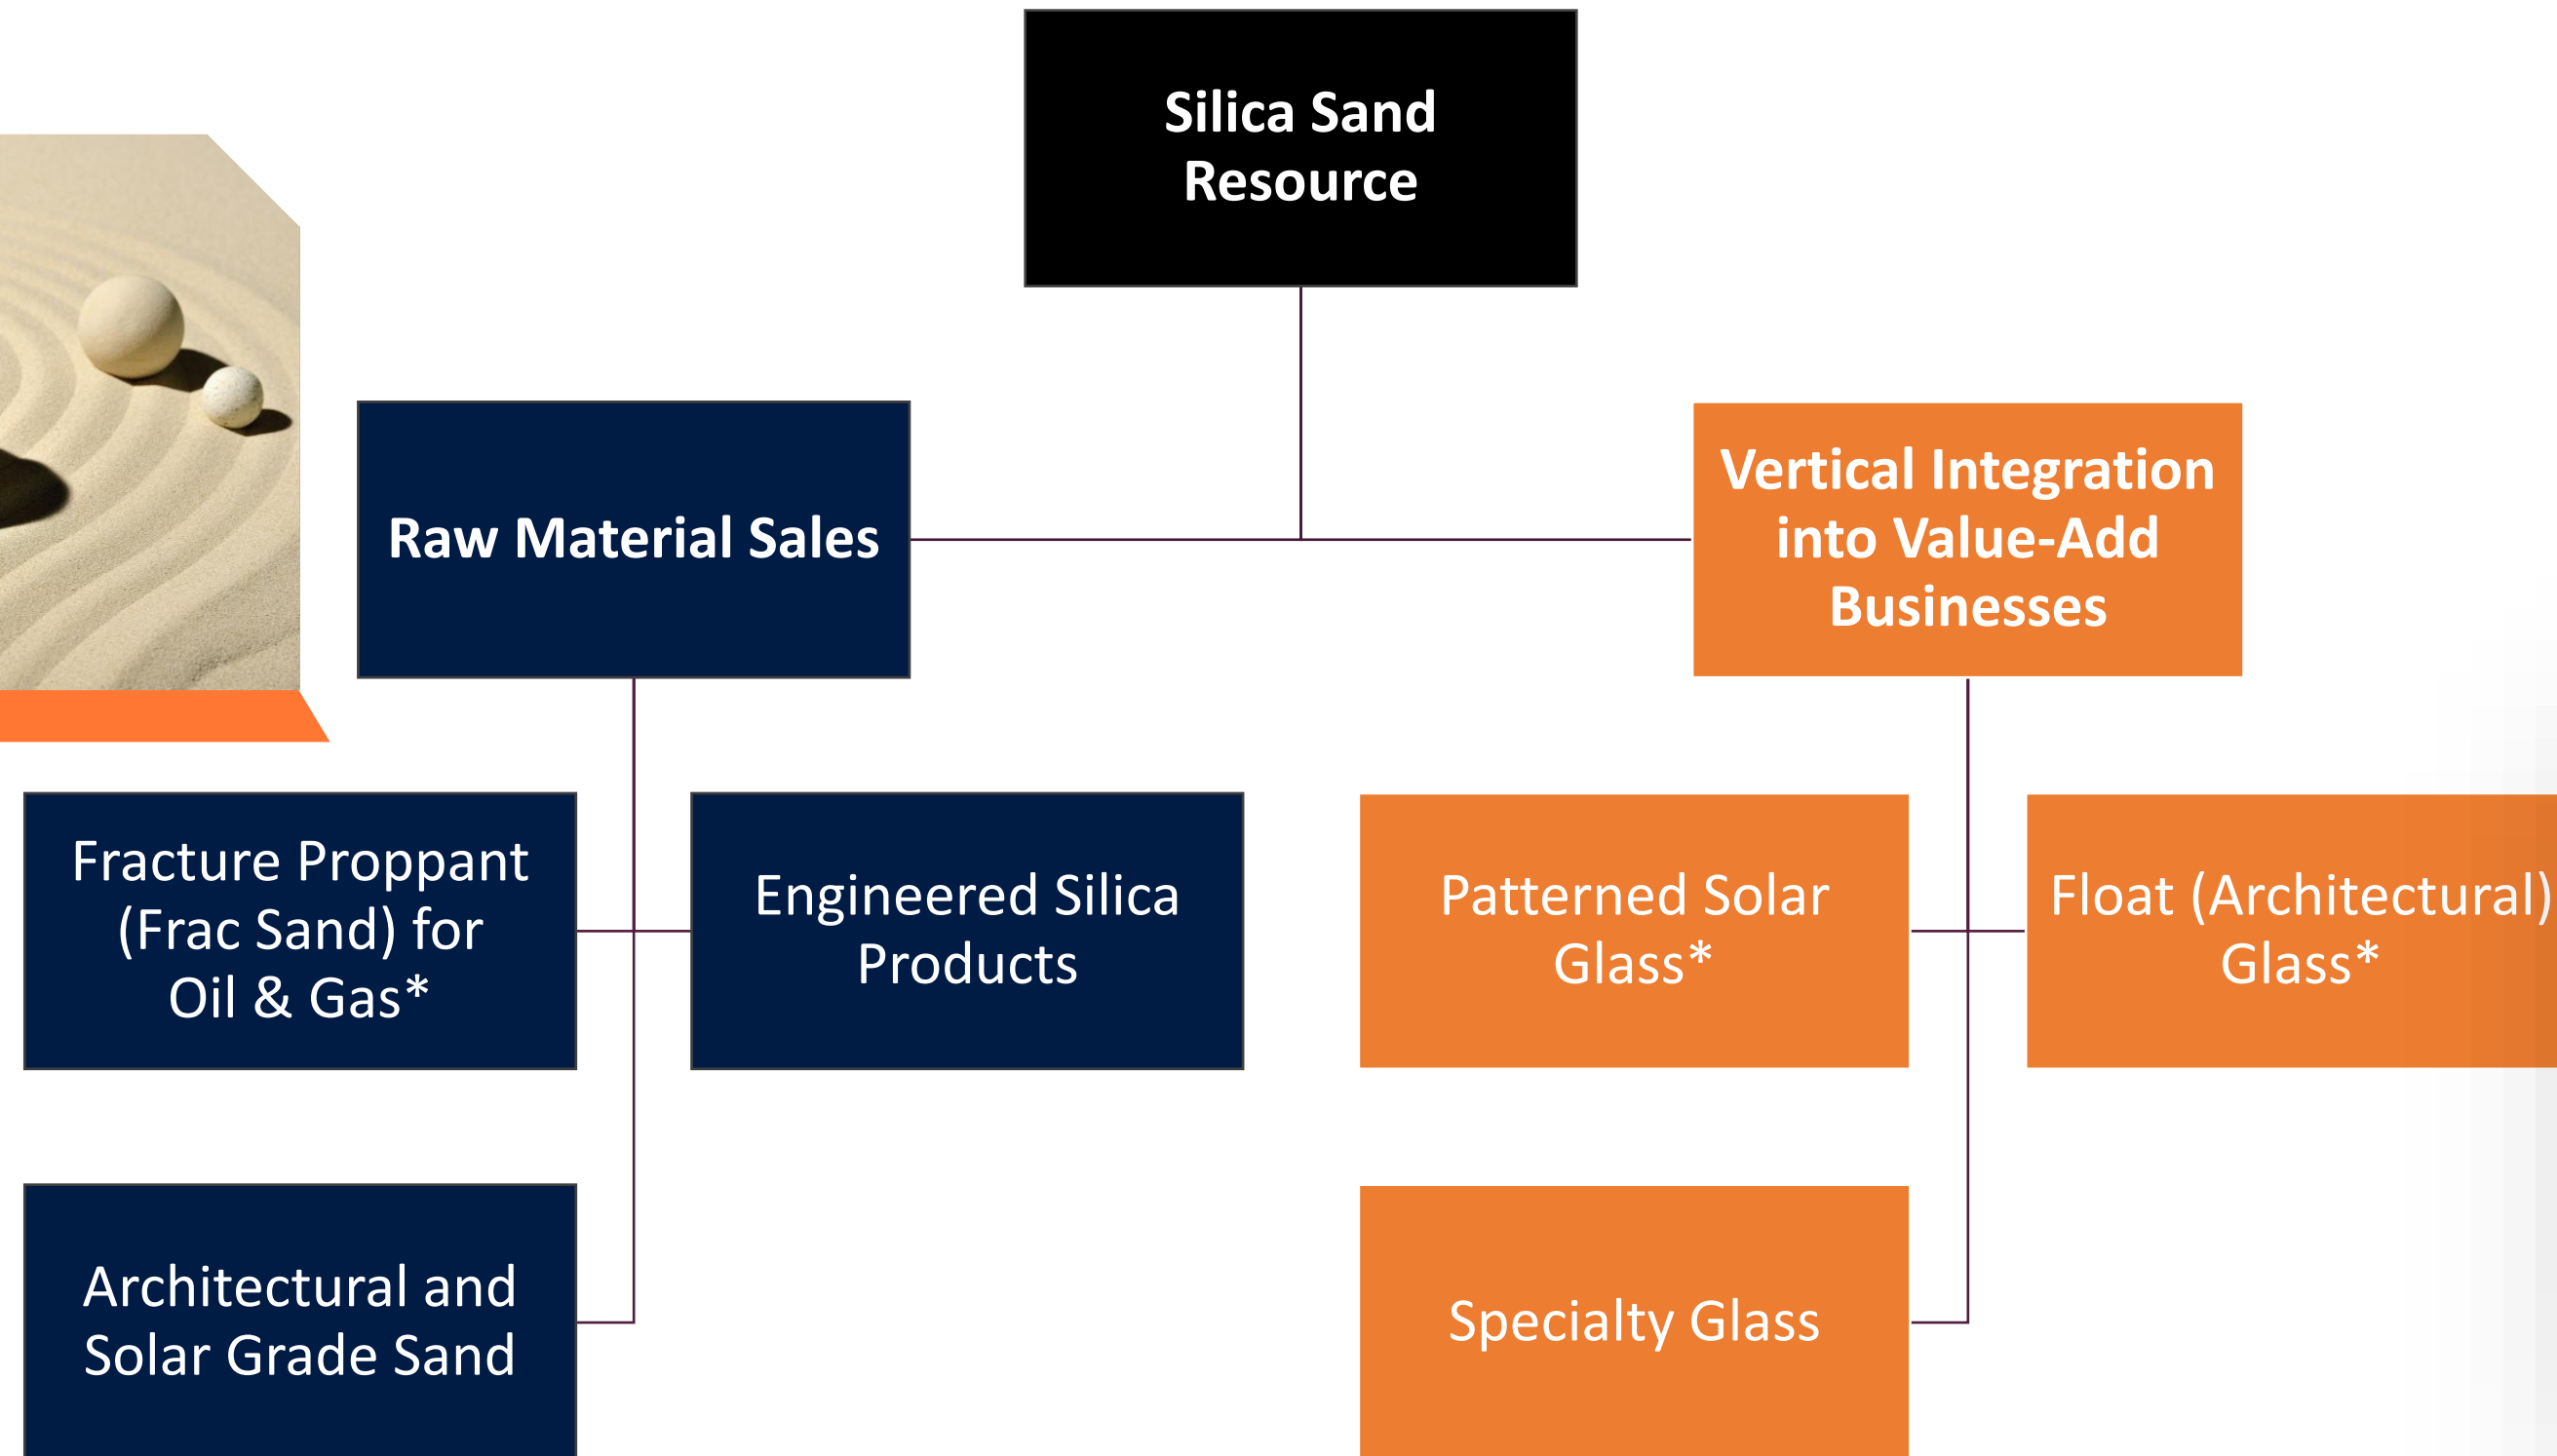 Silica Sand
Resource
Raw Material Sales
Vertical Integration
into Value-Add
Businesses
Fracture Proppant
(Frac Sand) for
Oil & Gas*
Engineered Silica
Products
Patterned Solar
Glass*
Float (Architectural)
Glass*
Architectural and
Solar Grade Sand
Specialty Glass